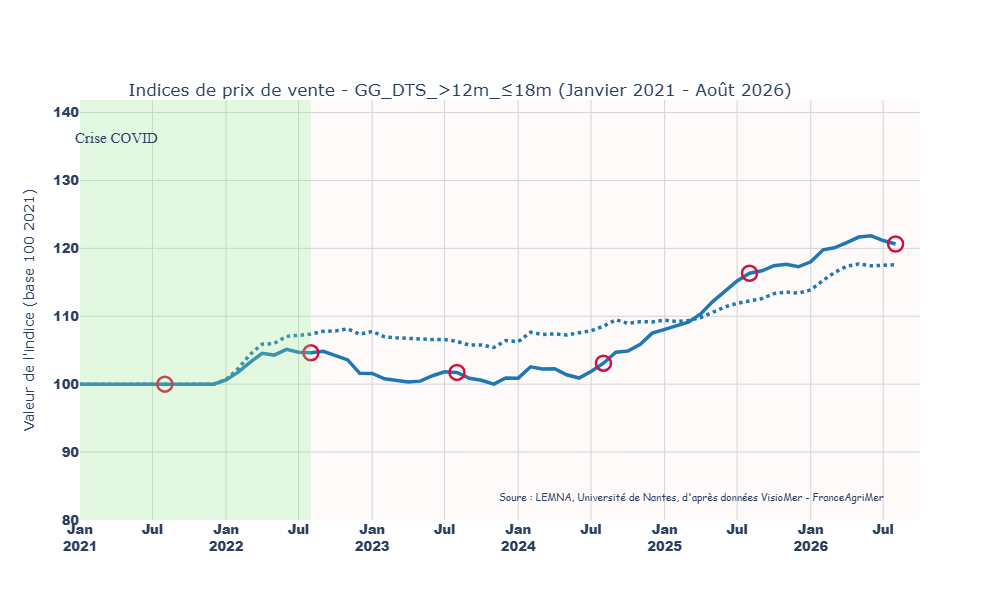 Indices de prix de vente - GG_DTS_>12m_≤18m (Janvier 2021 - Août 2026)
Valeur de l'indice (base 100 2021)
140
130
120
110
100
90
80
Crise COVID
Soure : LEMNA, Université de Nantes, d'après données VisioMer - FranceAgriMer
Jan Jul Jan Jul Jan Jul Jan Jul Jan Jul Jan Jul
2021 2022 2023 2024 2025 2026